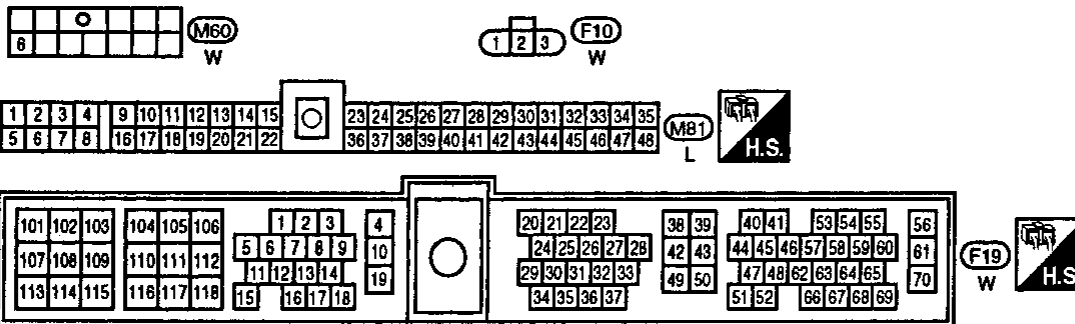 6 M60 W
1 2 3 F10 W
1 2 3 4 9 10 11 12 13 14 15 23 24 25 26 27 28 29 30 31 32 33 34 35
5 6 7 8 16 17 18 19 20 21 22 36 37 38 39 40 41 42 43 44 45 46 47 48
M81 L H.S.
101 102 103 104 105 106 1 2 3 4 20 21 22 23 38 39 40 41 53 54 55 56
107 108 109 110 111 112 5 6 7 8 9 10 24 25 26 27 28 42 43 44 45 46 57 58 59 60 61
113 114 115 116 117 118 11 12 13 14 19 29 30 31 32 33 49 50 47 48 62 63 64 65 70
15 16 17 18 34 35 36 37 51 52 66 67 68 69
F19 W H.S.